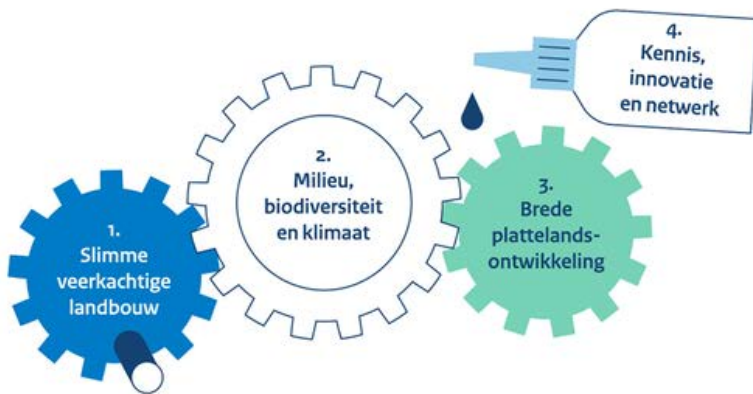 1.
Slimme
veerkachtige
landbouw
2.
Milieu,
biodiversiteit
en klimaat
3.
Brede
plattelands-
ontwikkeling
4.
Kennis,
innovatie
en netwerk